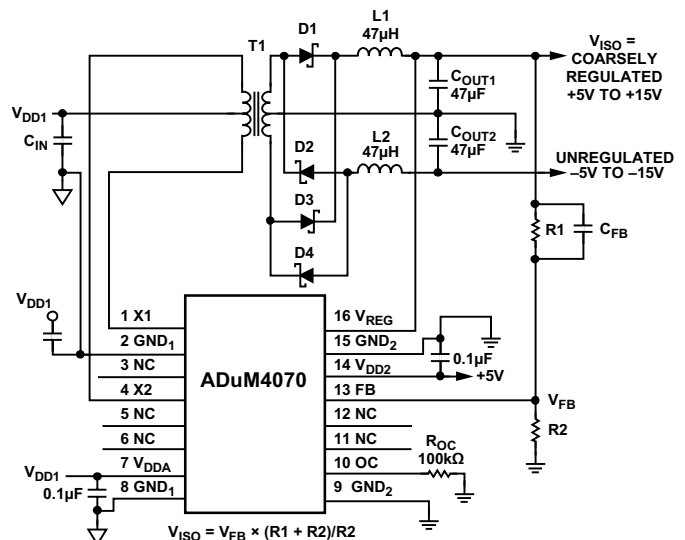 D1
L1
47µH
T1
V_ISO =
COARSELY
REGULATED
+5V TO +15V
C_OUT1
47µF
V_DD1
C_IN
D2
L2
47µH
C_OUT2
47µF
UNREGULATED
–5V TO –15V
D3
R1
C_FB
D4
V_DD1
1 X1
2 GND_1
3 NC
4 X2
5 NC
6 NC
7 V_DDA
8 GND_1
ADuM4070
16 V_REG
15 GND_2
14 V_DD2
13 FB
12 NC
11 NC
10 OC
9 GND_2
0.1µF
+5V
V_FB
R2
R_OC
100kΩ
V_DD1
0.1µF
V_ISO = V_FB × (R1 + R2)/R2